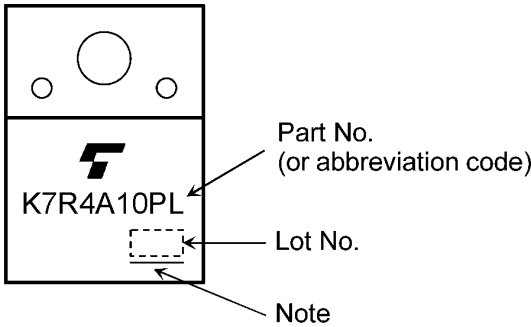 Part No.
(or abbreviation code)
K7R4A10PL
Lot No.
Note